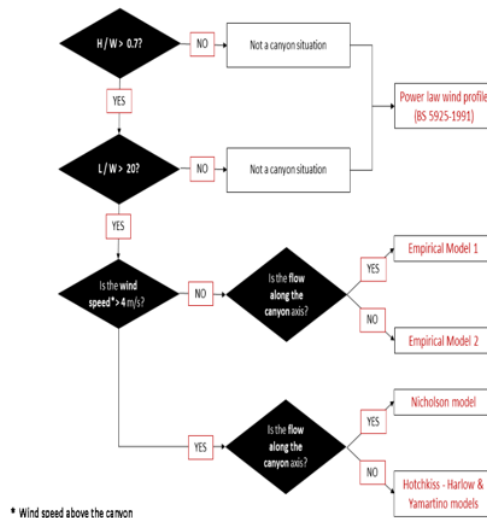 H / W > 0.7?
NO
Not a canyon situation
YES
Power law wind profile
(BS 5925-1991)
L / W > 20?
NO
Not a canyon situation
YES
Is the wind
speed*> 4 m/s?
NO
Is the flow
along the
canyon axis?
YES
Empirical Model 1
NO
Empirical Model 2
YES
Is the flow
along the
canyon axis?
YES
Nicholson model
NO
Hotchkiss - Harlow &
Yamartino models
* Wind speed above the canyon